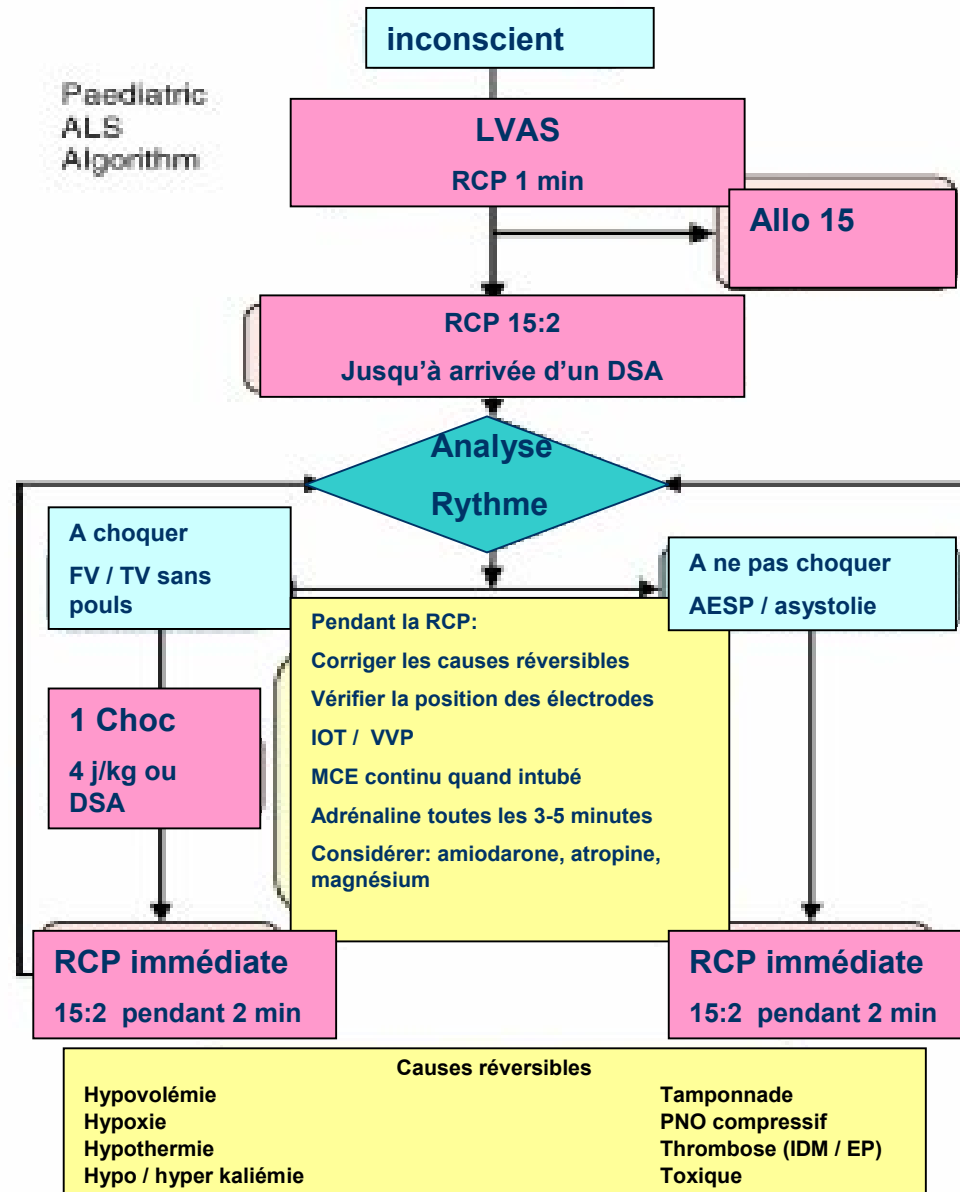 inconscient
Paediatric
ALS
Algorithm
LVAS
RCP 1 min
Allo 15
RCP 15:2
Jusqu'à arrivée d'un DSA
Analyse
Rythme
A choquer
FV / TV sans
pouls
A ne pas choquer
AESP / asystolie
Pendant la RCP:
Corriger les causes réversibles
Vérifier la position des électrodes
IOT / VVP
MCE continu quand intubé
Adrénaline toutes les 3-5 minutes
Considérer: amiodarone, atropine,
magnésium
1 Choc
4 j/kg ou
DSA
RCP immédiate
15:2 pendant 2 min
RCP immédiate
15:2 pendant 2 min
Causes réversibles
Hypovolémie
Hypoxie
Hypothermie
Hypo / hyper kaliémie
Tamponnade
PNO compressif
Thrombose (IDM / EP)
Toxique